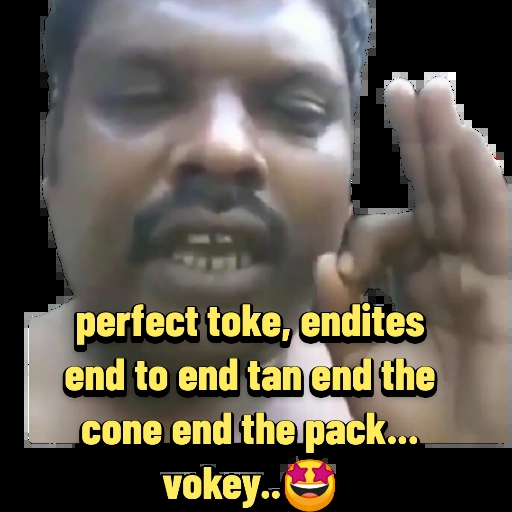 perfect toke, endites
end to end tan end the
cone end the pack...
vokey..🤩